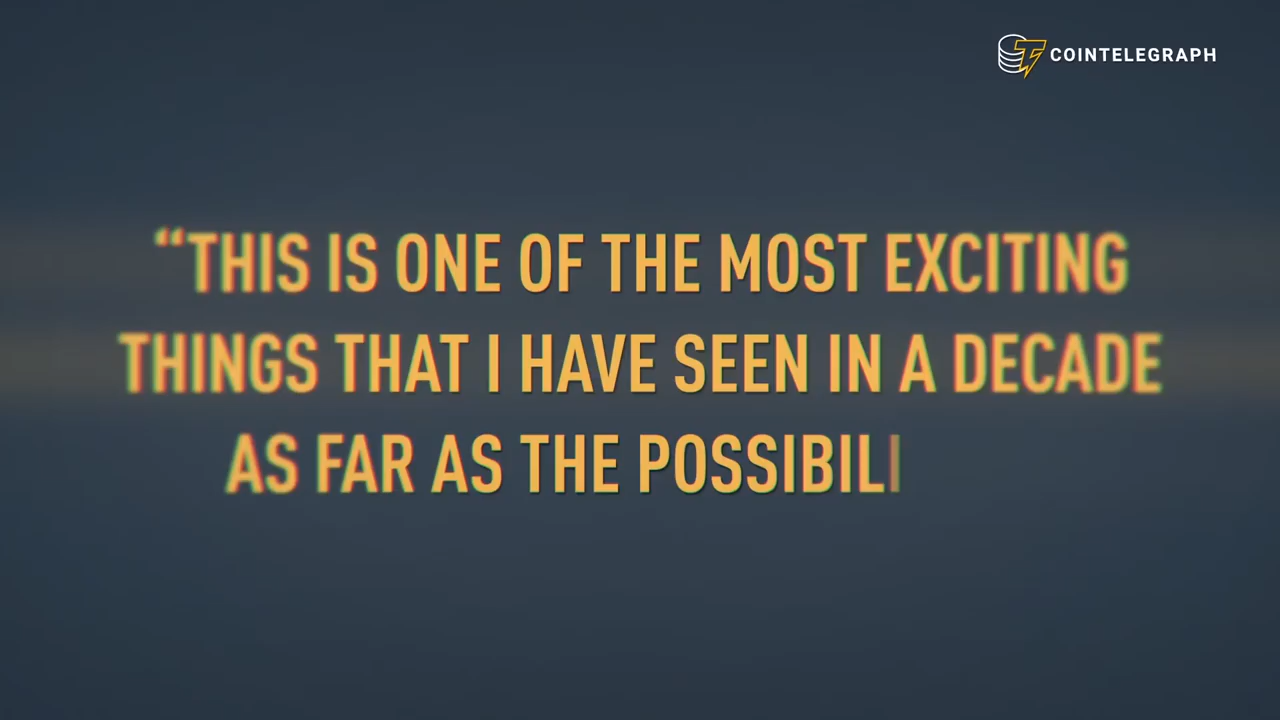 COINTELEGRAPH
“THIS IS ONE OF THE MOST EXCITING
THINGS THAT I HAVE SEEN IN A DECADE
AS FAR AS THE POSSIBILI